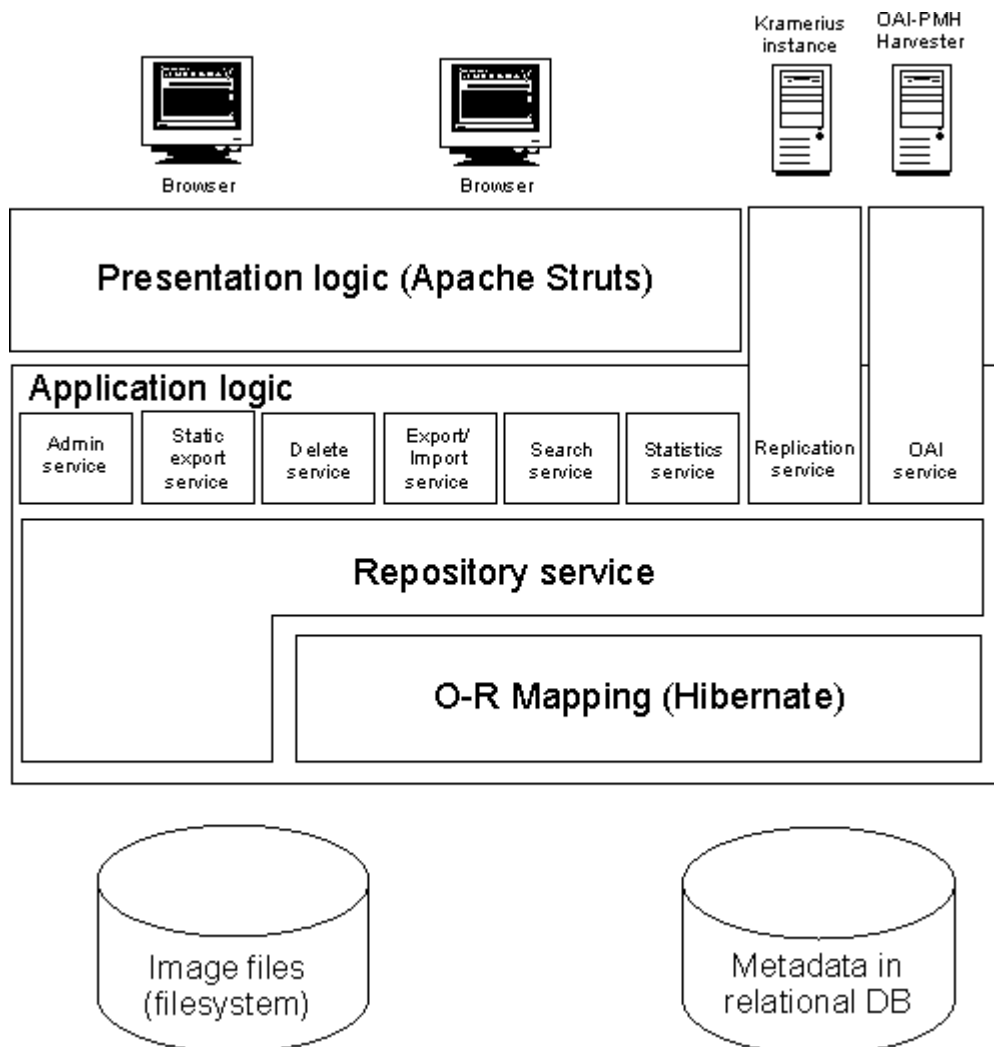 Kramerius
instance
OAI-PMH
Harvester
Browser
Browser
Presentation logic (Apache Struts)
Application logic
Admin
service
Static
export
service
Delete
service
Export/
Import
service
Search
service
Statistics
service
Replication
service
OAI
service
Repository service
O-R Mapping (Hibernate)
Image files
(filesystem)
Metadata in
relational DB